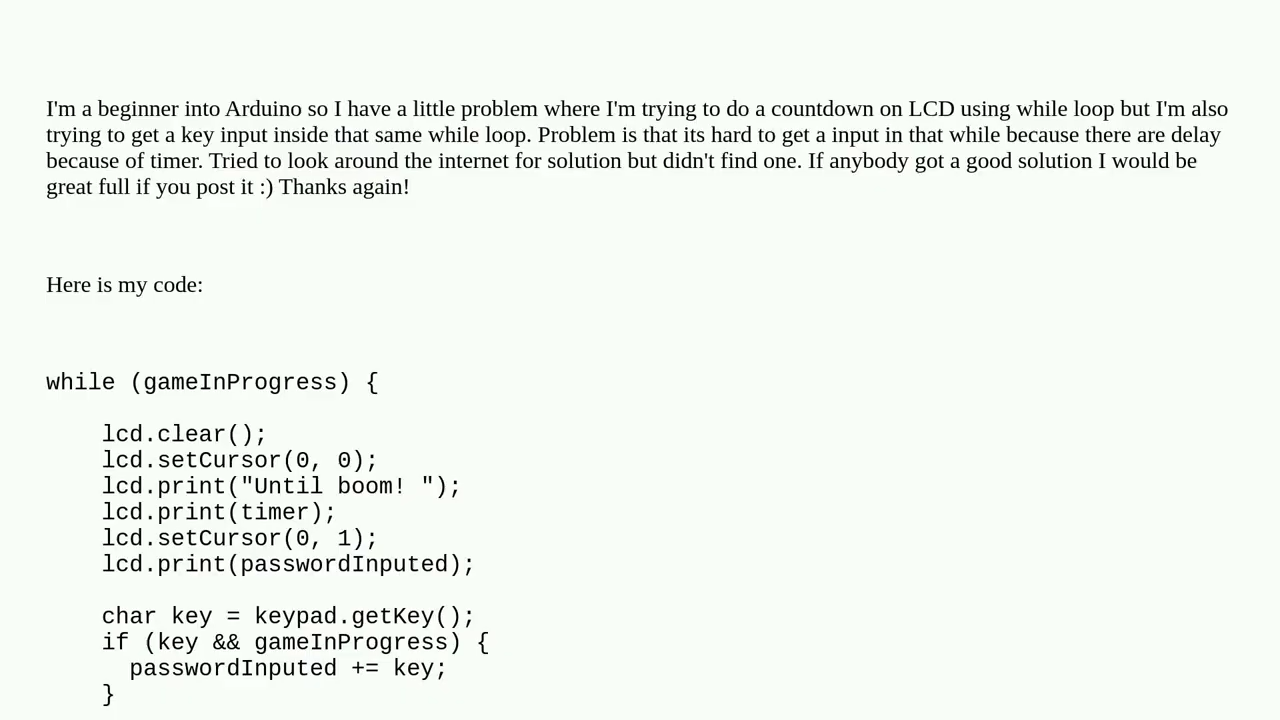 I'm a beginner into Arduino so I have a little problem where I'm trying to do a countdown on LCD using while loop but I'm also
trying to get a key input inside that same while loop. Problem is that its hard to get a input in that while because there are delay
because of timer. Tried to look around the internet for solution but didn't find one. If anybody got a good solution I would be
great full if you post it :) Thanks again!
Here is my code:
while (gameInProgress) {
lcd.clear();
lcd.setCursor(0, 0);
lcd.print("Until boom! ");
lcd.print(timer);
lcd.setCursor(0, 1);
lcd.print(passwordInputed);
char key = keypad.getKey();
if (key && gameInProgress) {
passwordInputed += key;
}